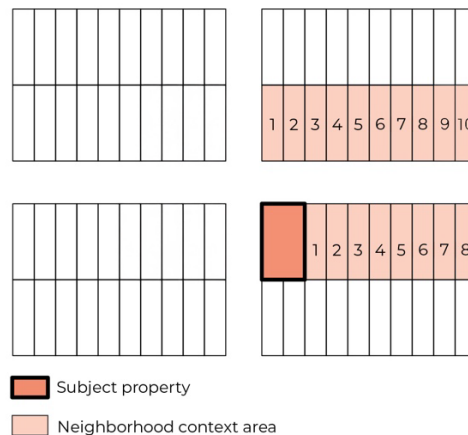 1 2 3 4 5 6 7 8 9 10
1 2 3 4 5 6 7 8
Subject property
Neighborhood context area